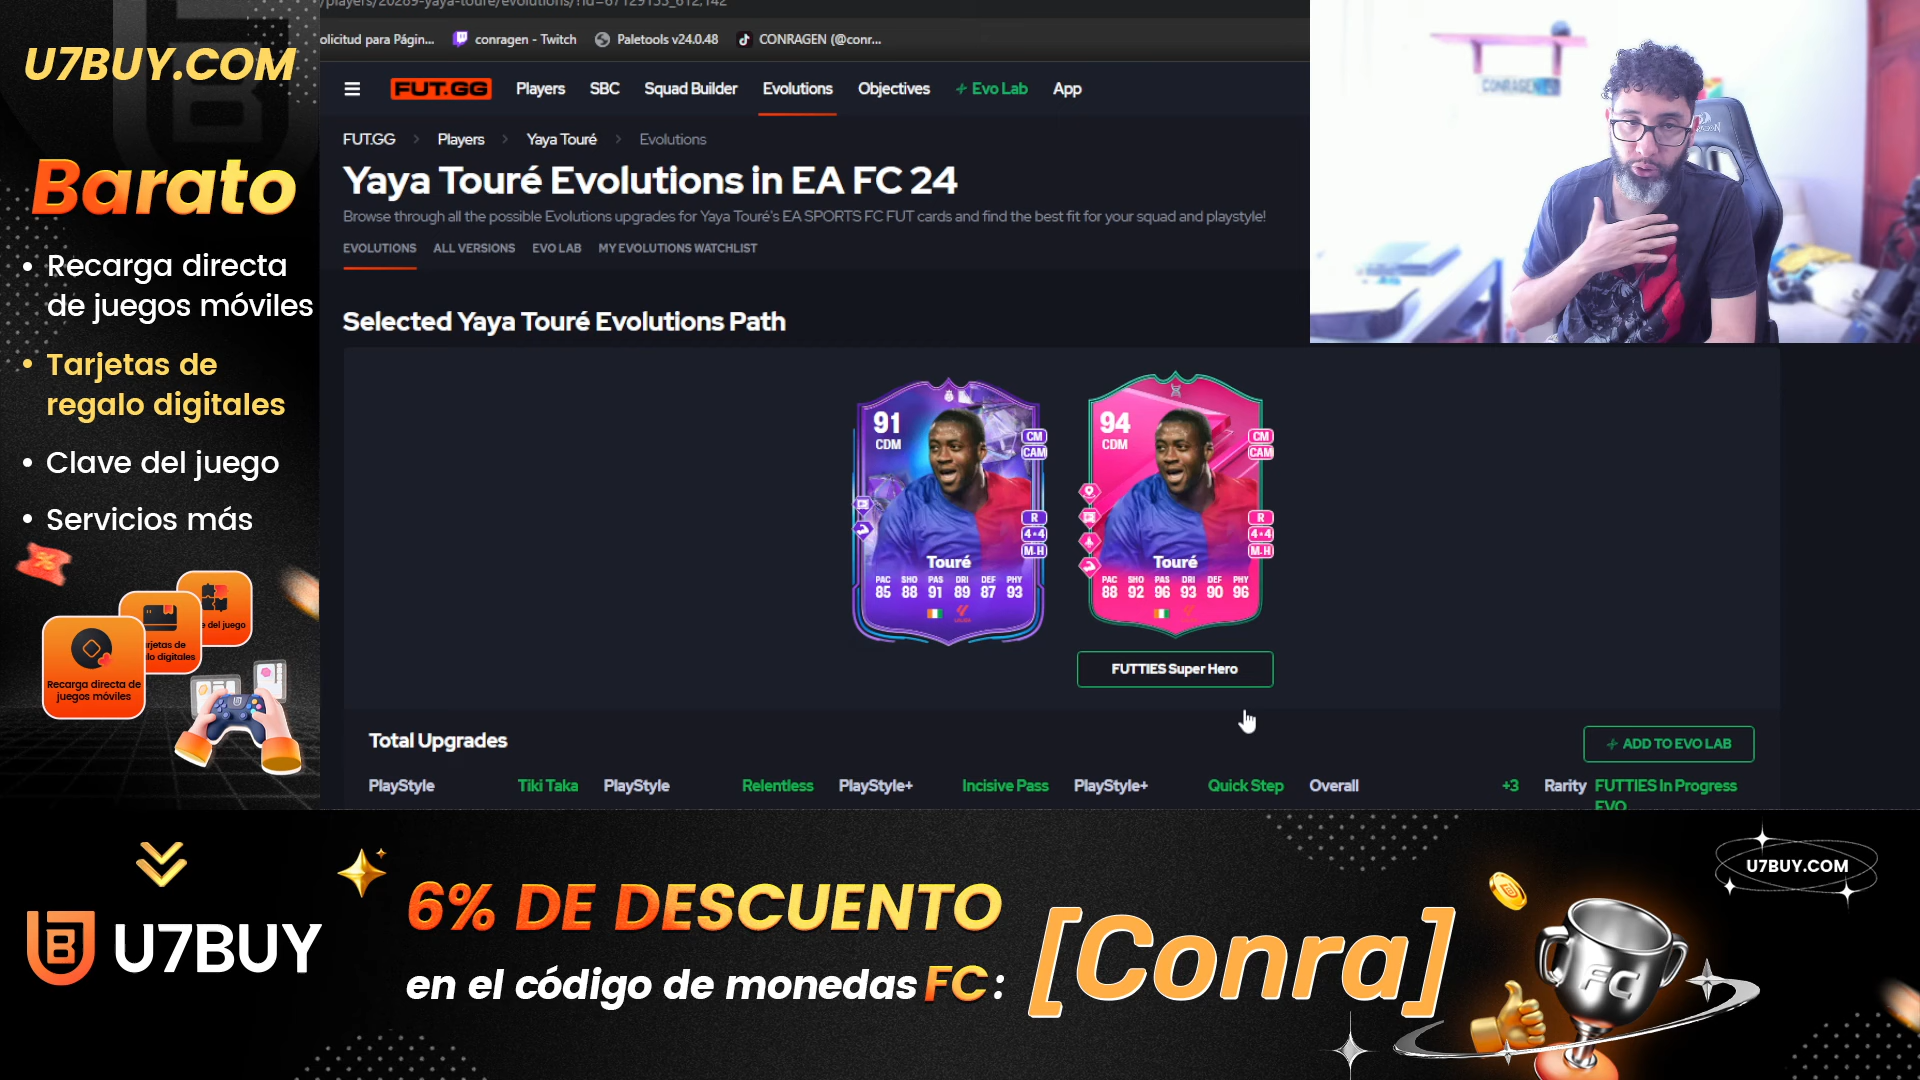 U7BUY.COM
Barato
• Recarga directa
de juegos móviles
• Tarjetas de
regalo digitales
• Clave del juego
• Servicios más
Recarga directa de
juegos móviles
olicitud para Págin...
conragen - Twitch
Paletools v24.0.48
CONRAGEN (@conr...
FUT.GG
Players
SBC
Squad Builder
Evolutions
Objectives
Evo Lab
App
FUT.GG > Players > Yaya Touré > Evolutions
Yaya Touré Evolutions in EA FC 24
Browse through all the possible Evolutions upgrades for Yaya Touré's EA SPORTS FC FUT cards and find the best fit for your squad and playstyle!
EVOLUTIONS
ALL VERSIONS
EVO LAB
MY EVOLUTIONS WATCHLIST
Selected Yaya Touré Evolutions Path
91
CDM
CM
CAM
R
4★4
M-H
Touré
PAC SHO PAS DRI DEF PHY
85 88 91 89 87 93
94
CDM
CM
CAM
R
4★4
M-H
Touré
PAC SHO PAS DRI DEF PHY
88 92 96 93 90 96
FUTTIES Super Hero
Total Upgrades
ADD TO EVO LAB
PlayStyle Tiki Taka
PlayStyle Relentless
PlayStyle+ Incisive Pass
PlayStyle+ Quick Step
Overall +3
Rarity FUTTIES In Progress
EVO
U7BUY
6% DE DESCUENTO
en el código de monedas FC:
[Conra]
U7BUY.COM
FC